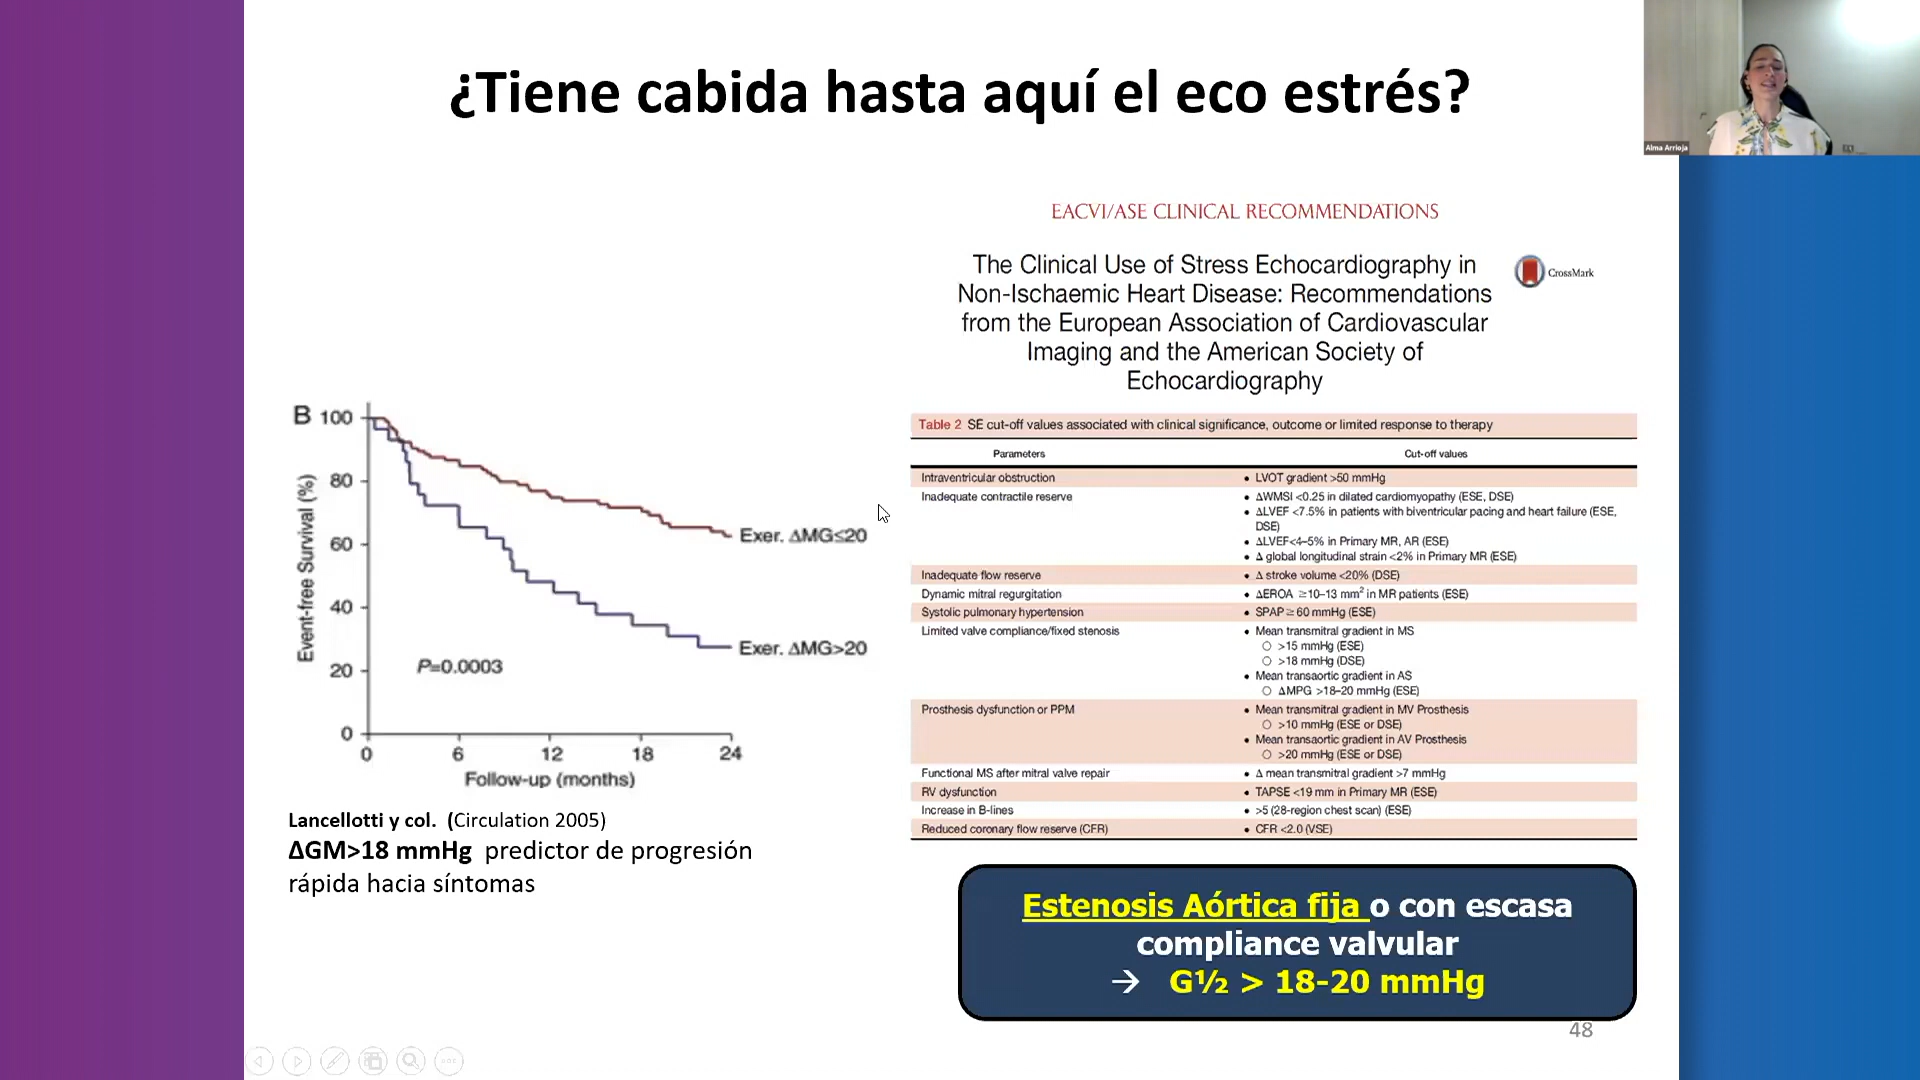 ¿Tiene cabida hasta aquí el eco estrés?
Alma Arrioja
EACVI/ASE CLINICAL RECOMMENDATIONS
The Clinical Use of Stress Echocardiography in
Non-Ischaemic Heart Disease: Recommendations
from the European Association of Cardiovascular
Imaging and the American Society of
Echocardiography
CrossMark
B
100
80
60
40
20
0
Event-free Survival (%)
Exer. ΔMG≤20
Exer. ΔMG>20
P=0.0003
0 6 12 18 24
Follow-up (months)
Lancellotti y col. (Circulation 2005)
ΔGM>18 mmHg predictor de progresión
rápida hacia síntomas
Table 2 SE cut-off values associated with clinical significance, outcome or limited response to therapy
Parameters Cut-off values
Intraventricular obstruction • LVOT gradient >50 mmHg
Inadequate contractile reserve • ΔWMSI <0.25 in dilated cardiomyopathy (ESE, DSE)
• ΔLVEF <7.5% in patients with biventricular pacing and heart failure (ESE,
DSE)
• ΔLVEF<4–5% in Primary MR, AR (ESE)
• Δ global longitudinal strain <2% in Primary MR (ESE)
Inadequate flow reserve • Δ stroke volume <20% (DSE)
Dynamic mitral regurgitation • ΔEROA ≥10–13 mm² in MR patients (ESE)
Systolic pulmonary hypertension • SPAP ≥ 60 mmHg (ESE)
Limited valve compliance/fixed stenosis • Mean transmitral gradient in MS
○ >15 mmHg (ESE)
○ >18 mmHg (DSE)
• Mean transaortic gradient in AS
○ ΔMPG >18–20 mmHg (ESE)
Prosthesis dysfunction or PPM • Mean transmitral gradient in MV Prosthesis
○ >10 mmHg (ESE or DSE)
• Mean transaortic gradient in AV Prosthesis
○ >20 mmHg (ESE or DSE)
Functional MS after mitral valve repair • Δ mean transmitral gradient >7 mmHg
RV dysfunction • TAPSE <19 mm in Primary MR (ESE)
Increase in B-lines • >5 (28-region chest scan) (ESE)
Reduced coronary flow reserve (CFR) • CFR <2.0 (VSE)
Estenosis Aórtica fija o con escasa
compliance valvular
→ G½ > 18-20 mmHg
48